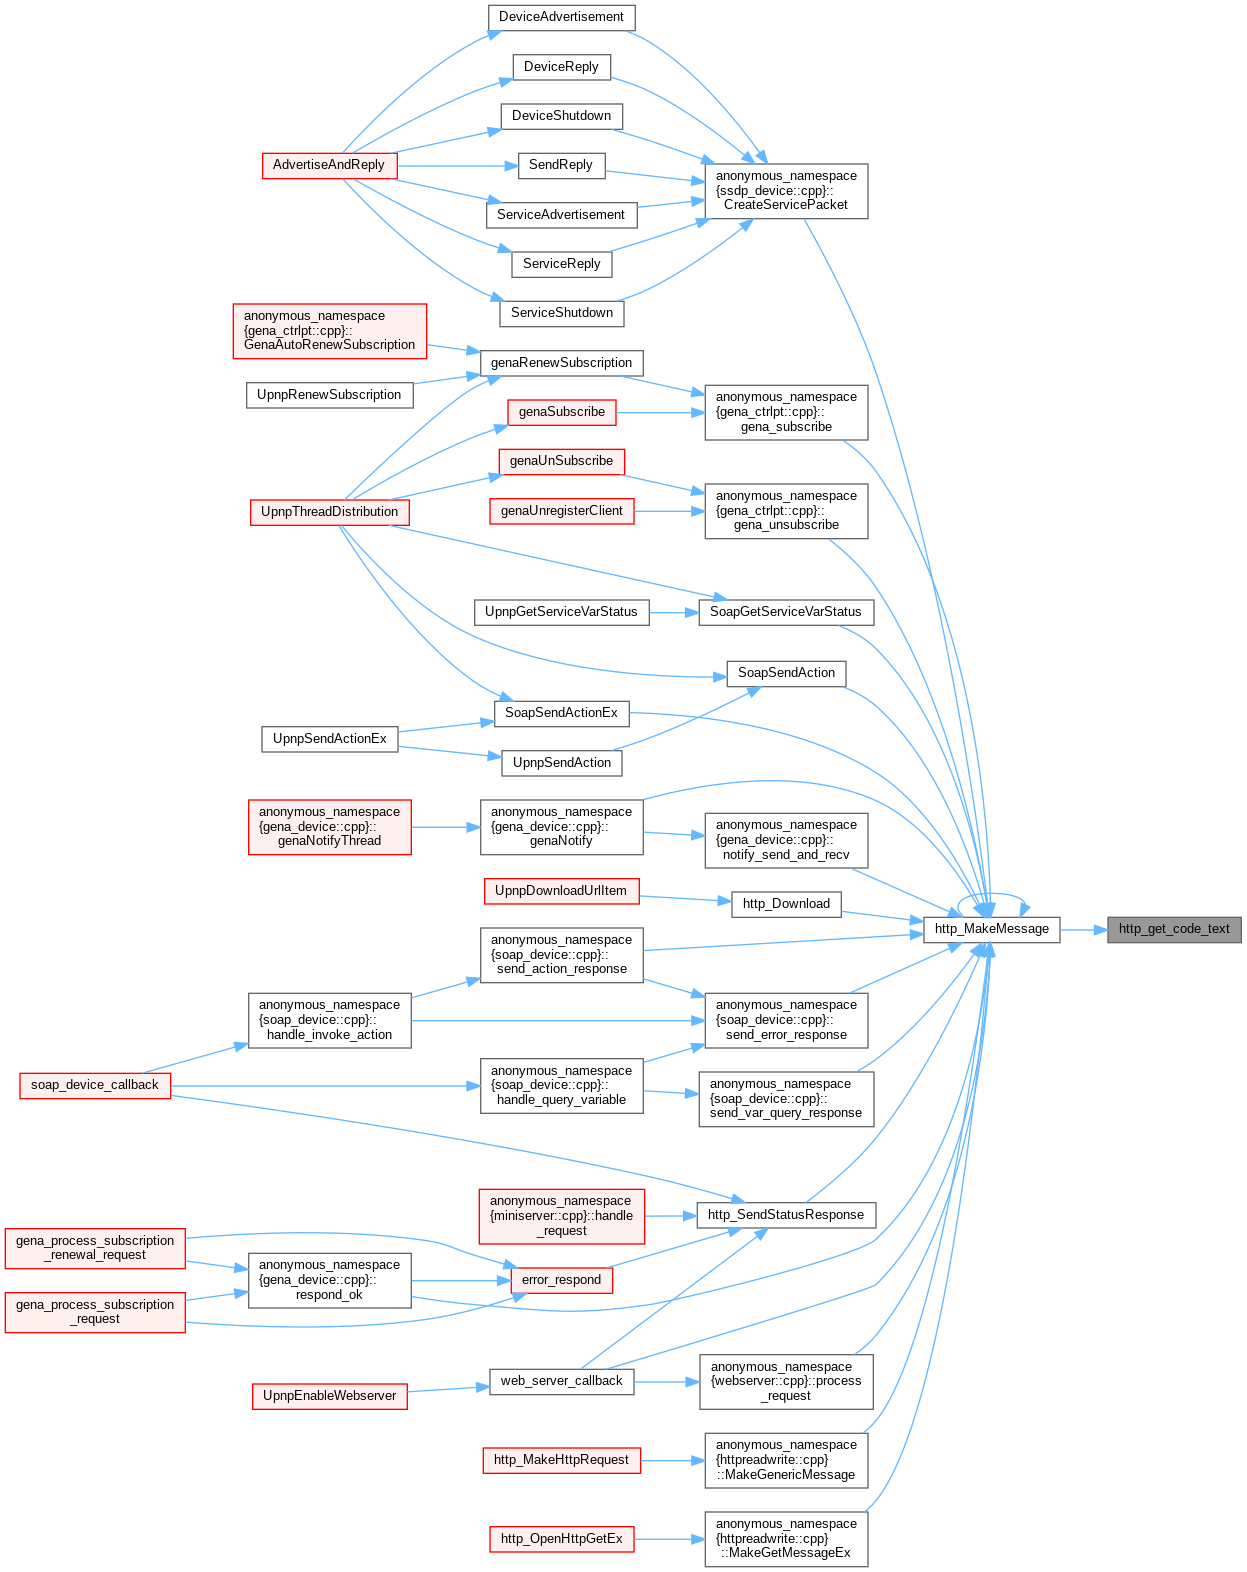 DeviceAdvertisement
DeviceReply
DeviceShutdown
AdvertiseAndReply
SendReply
anonymous_namespace
{ssdp_device::cpp}::
CreateServicePacket
ServiceAdvertisement
ServiceReply
ServiceShutdown
anonymous_namespace
{gena_ctrlpt::cpp}::
GenaAutoRenewSubscription
genaRenewSubscription
UpnpRenewSubscription
anonymous_namespace
{gena_ctrlpt::cpp}::
gena_subscribe
genaSubscribe
genaUnSubscribe
UpnpThreadDistribution
genaUnregisterClient
anonymous_namespace
{gena_ctrlpt::cpp}::
gena_unsubscribe
UpnpGetServiceVarStatus
SoapGetServiceVarStatus
SoapSendAction
SoapSendActionEx
UpnpSendActionEx
UpnpSendAction
anonymous_namespace
{gena_device::cpp}::
genaNotifyThread
anonymous_namespace
{gena_device::cpp}::
genaNotify
anonymous_namespace
{gena_device::cpp}::
notify_send_and_recv
UpnpDownloadUrlItem
http_Download
http_MakeMessage
http_get_code_text
anonymous_namespace
{soap_device::cpp}::
send_action_response
anonymous_namespace
{soap_device::cpp}::
handle_invoke_action
anonymous_namespace
{soap_device::cpp}::
send_error_response
soap_device_callback
anonymous_namespace
{soap_device::cpp}::
handle_query_variable
anonymous_namespace
{soap_device::cpp}::
send_var_query_response
anonymous_namespace
{miniserver::cpp}::handle
_request
http_SendStatusResponse
gena_process_subscription
_renewal_request
anonymous_namespace
{gena_device::cpp}::
respond_ok
error_respond
gena_process_subscription
_request
UpnpEnableWebserver
web_server_callback
anonymous_namespace
{webserver::cpp}::process
_request
http_MakeHttpRequest
anonymous_namespace
{httpreadwrite::cpp}
::MakeGenericMessage
http_OpenHttpGetEx
anonymous_namespace
{httpreadwrite::cpp}
::MakeGetMessageEx